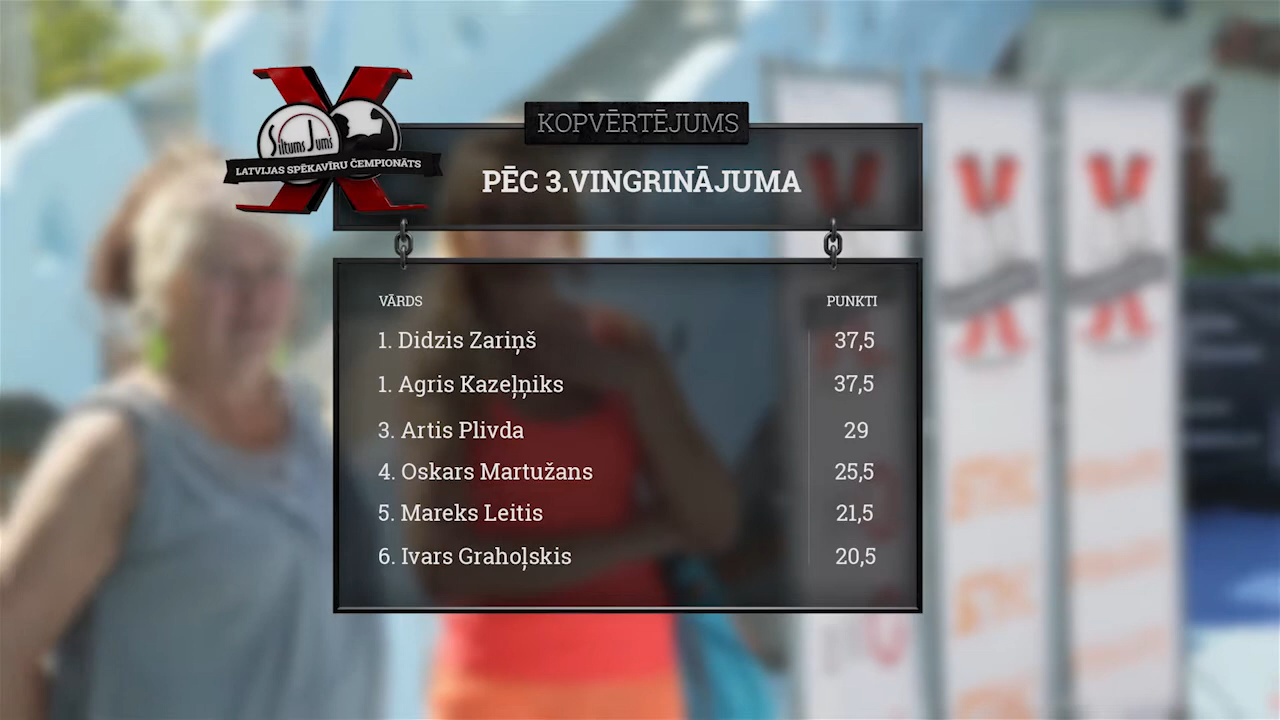 KOPVĒRTĒJUMS
Siltums Jums
LATVIJAS SPĒKAVĪRU ČEMPIONĀTS
PĒC 3.VINGRINĀJUMA
VĀRDS PUNKTI
1. Didzis Zariņš 37,5
1. Agris Kazeļņiks 37,5
3. Artis Plivda 29
4. Oskars Martužans 25,5
5. Mareks Leitis 21,5
6. Ivars Grahoļskis 20,5